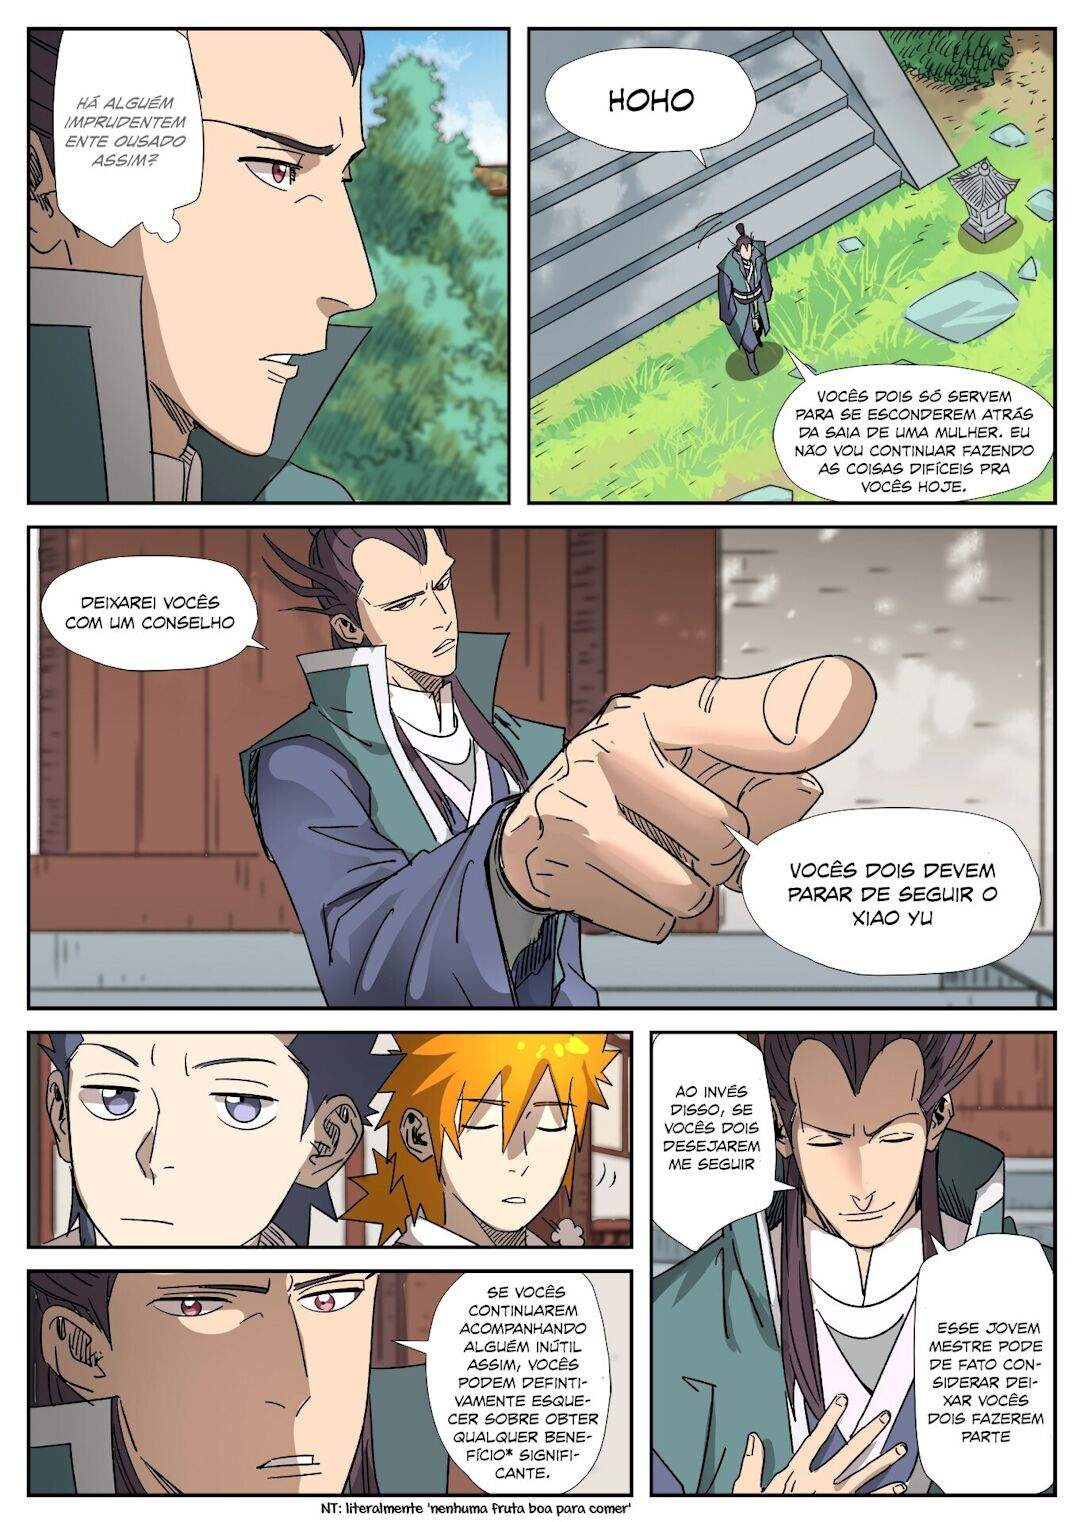 HÁ ALGUÉM
IMPRUDENTEM
ENTE OUSADO
ASSIM?
HOHO
VOCÊS DOIS SÓ SERVEM
PARA SE ESCONDEREM ATRÁS
DA SAIA DE UMA MULHER. EU
NÃO VOU CONTINUAR FAZENDO
AS COISAS DIFÍCEIS PRA
VOCÊS HOJE.
DEIXAREI VOCÊS
COM UM CONSELHO
VOCÊS DOIS DEVEM
PARAR DE SEGUIR O
XIAO YU
AO INVÉS
DISSO, SE
VOCÊS DOIS
DESEJAREM
ME SEGUIR
ESSE JOVEM
MESTRE PODE
DE FATO CON-
SIDERAR DEI-
XAR VOCÊS
DOIS FAZEREM
PARTE
SE VOCÊS
CONTINUAREM
ACOMPANHANDO
ALGUÉM INÚTIL
ASSIM, VOCÊS
PODEM DEFINTI-
VAMENTE ESQUE-
CER SOBRE OBTER
QUALQUER BENE-
FÍCIO* SIGNIFI-
CANTE.
NT: literalmente 'nenhuma fruta boa para comer'